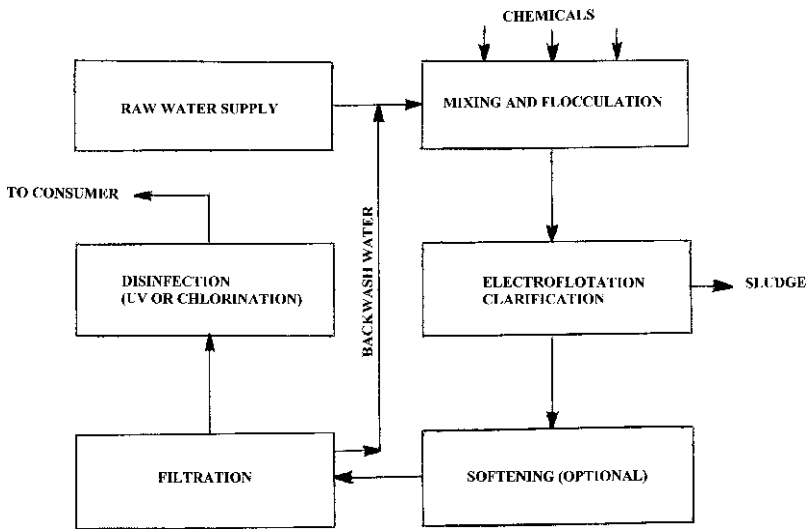 CHEMICALS
RAW WATER SUPPLY
MIXING AND FLOCCULATION
TO CONSUMER
BACKWASH WATER
DISINFECTION
(UV OR CHLORINATION)
ELECTROFLOTATION
CLARIFICATION
SLUDGE
FILTRATION
SOFTENING (OPTIONAL)